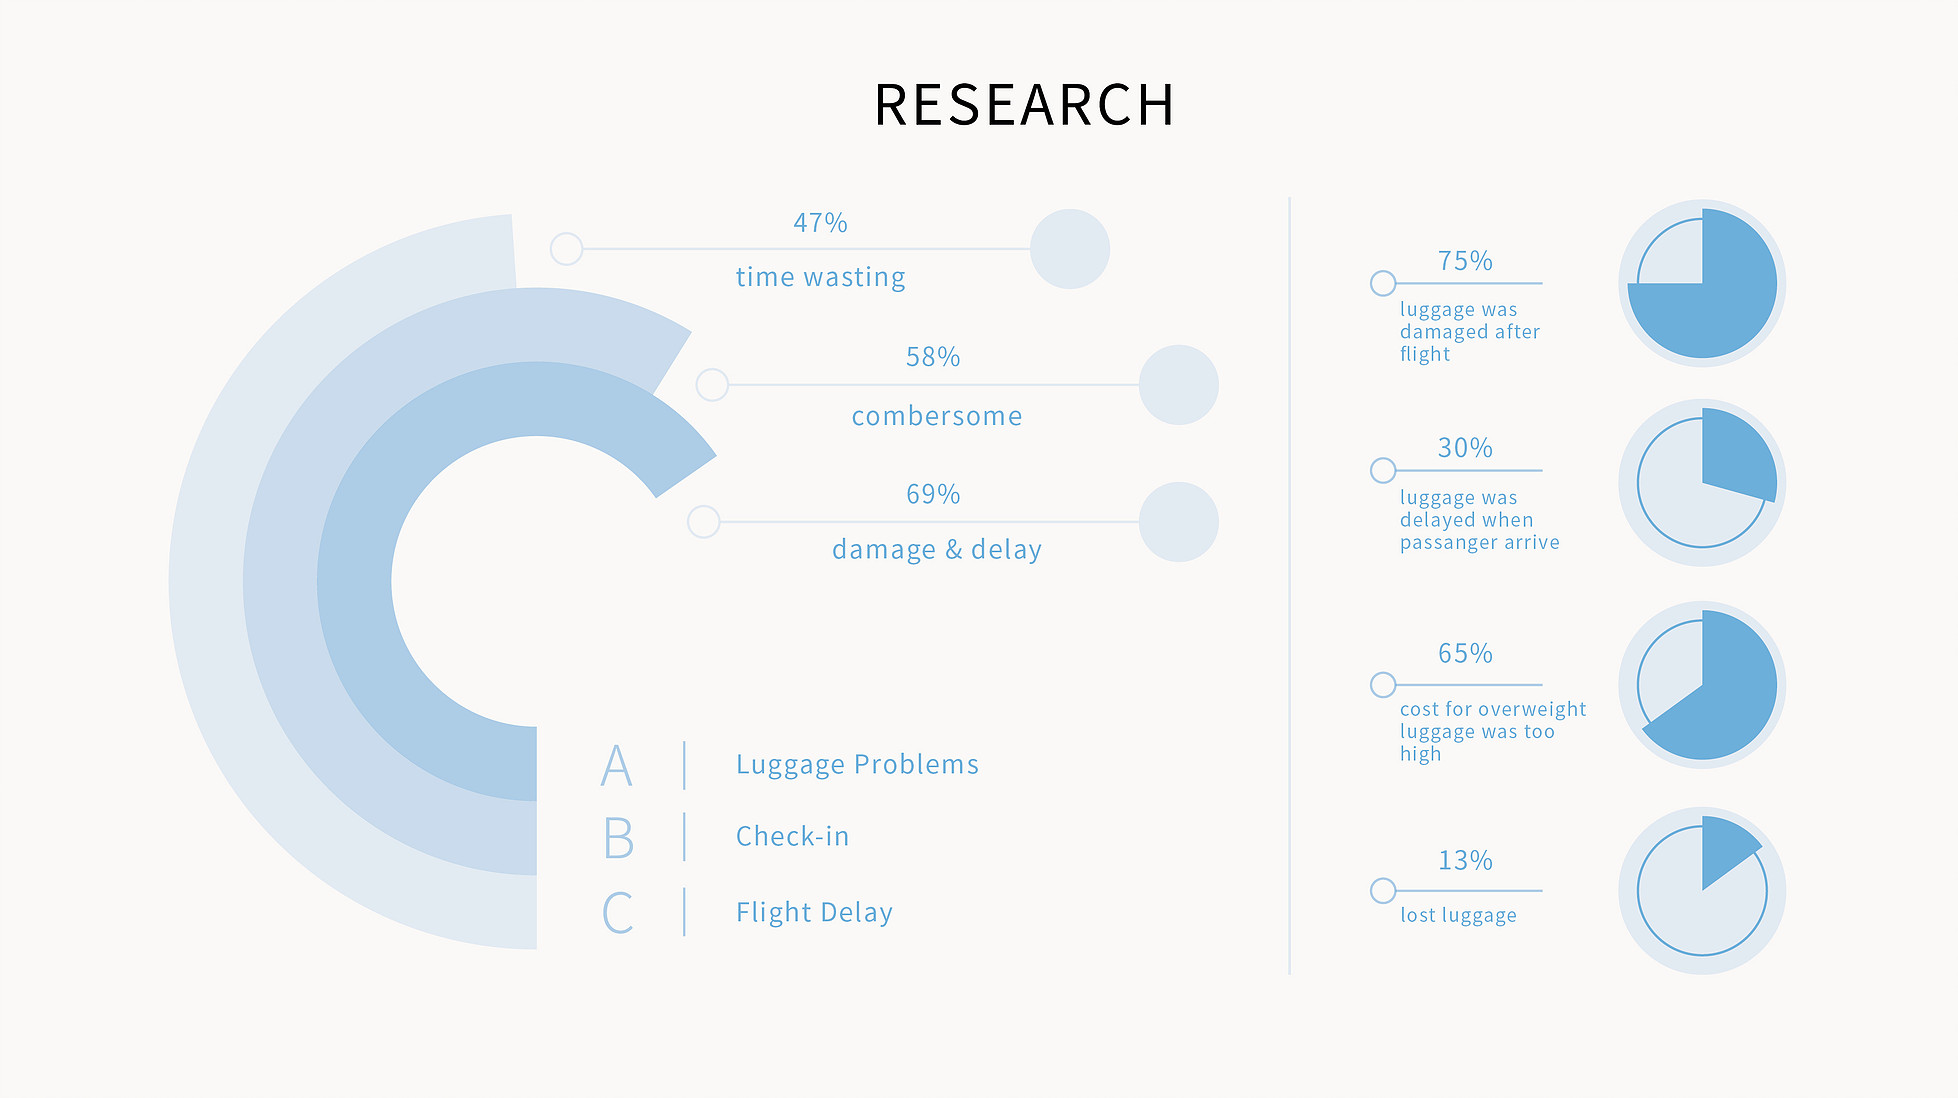 RESEARCH
47%
time wasting
58%
combersome
69%
damage & delay
A
Luggage Problems
B
Check-in
C
Flight Delay
75%
luggage was
damaged after
flight
30%
luggage was
delayed when
passanger arrive
65%
cost for overweight
luggage was too
high
13%
lost luggage